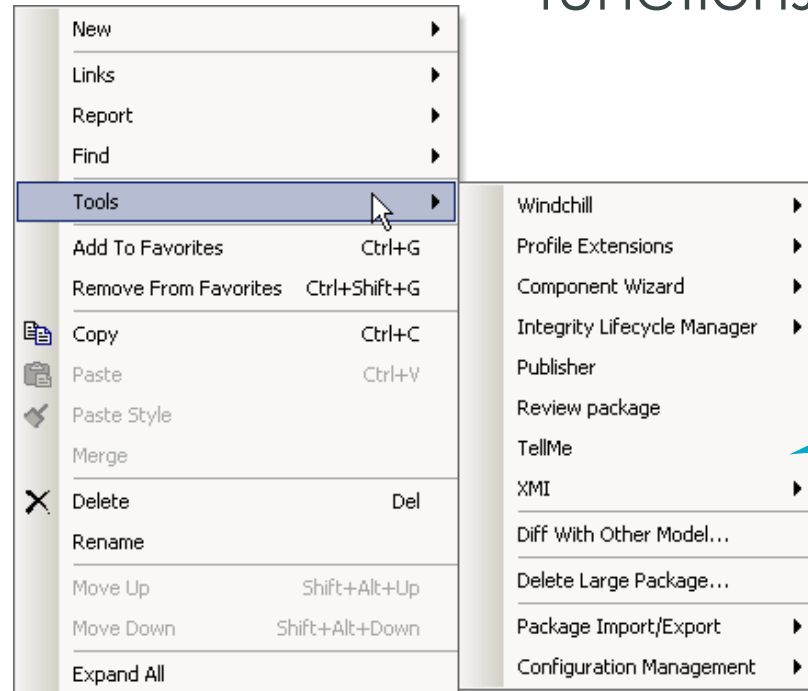 functions
New
Links
Report
Find
Tools
Add To Favorites Ctrl+G
Remove From Favorites Ctrl+Shift+G
Copy Ctrl+C
Paste Ctrl+V
Paste Style
Merge
Delete Del
Rename
Move Up Shift+Alt+Up
Move Down Shift+Alt+Down
Expand All
Windchill
Profile Extensions
Component Wizard
Integrity Lifecycle Manager
Publisher
Review package
TellMe
XMI
Diff With Other Model...
Delete Large Package...
Package Import/Export
Configuration Management